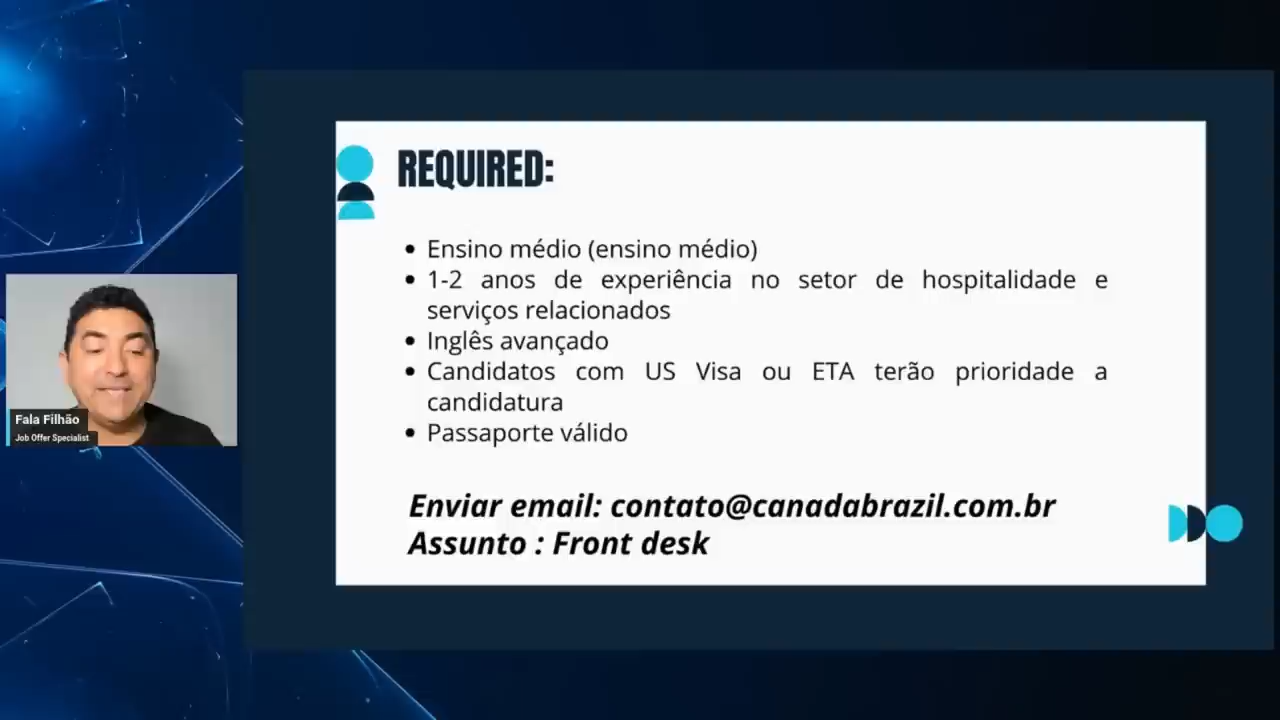 REQUIRED:
Ensino médio (ensino médio)
1-2 anos de experiência no setor de hospitalidade e
serviços relacionados
Inglês avançado
Candidatos com US Visa ou ETA terão prioridade a
candidatura
Passaporte válido
Enviar email: contato@canadabrazil.com.br
Assunto : Front desk
Fala Filhão
Job Offer Specialist